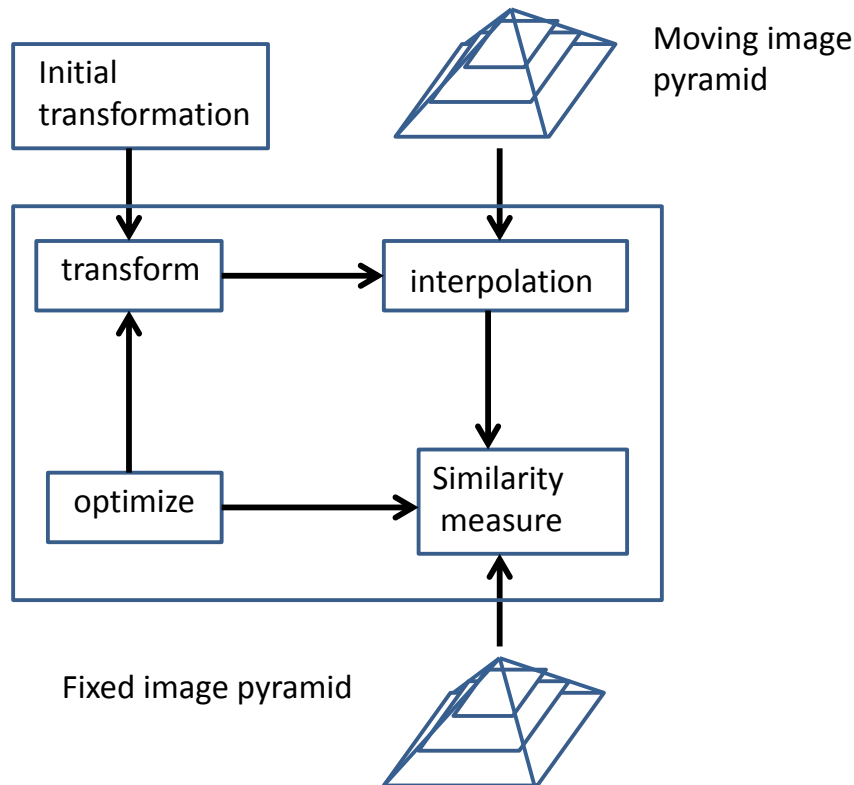 Initial
transformation
Moving image
pyramid
transform
interpolation
optimize
Similarity
measure
Fixed image pyramid